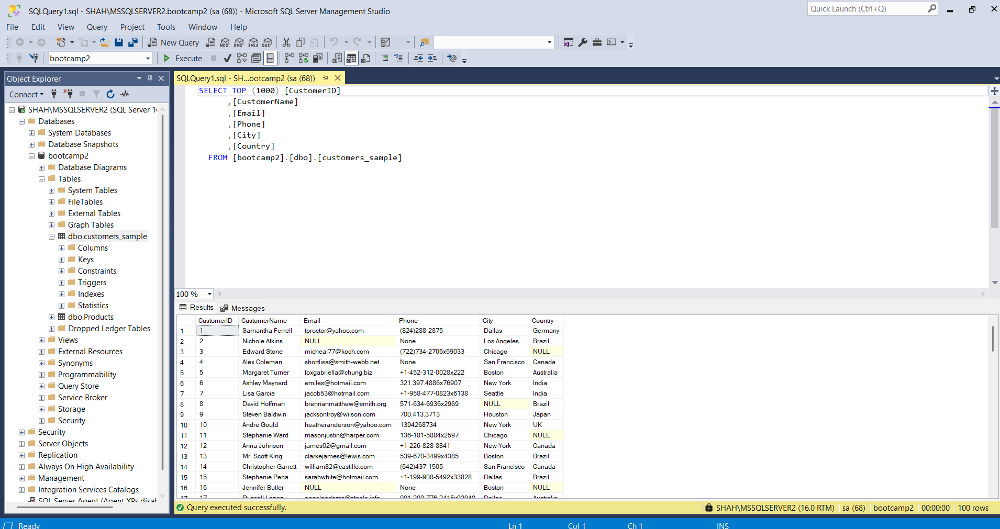 SQLQuery1.sql - SHAH\MSSQLSERVER2.bootcamp2 (sa (68)) - Microsoft SQL Server Management Studio
Quick Launch (Ctrl+Q)
File Edit View Query Project Tools Window Help
New Query MDX DMX XMLA DAX
bootcamp2 Execute
Object Explorer
Connect
SHAH\MSSQLSERVER2 (SQL Server 1
Databases
System Databases
Database Snapshots
bootcamp2
Database Diagrams
Tables
System Tables
FileTables
External Tables
Graph Tables
dbo.customers_sample
Columns
Keys
Constraints
Triggers
Indexes
Statistics
dbo.Products
Dropped Ledger Tables
Views
External Resources
Synonyms
Programmability
Query Store
Service Broker
Storage
Security
Security
Server Objects
Replication
Always On High Availability
Management
Integration Services Catalogs
SQL Server Agent (Agent XPs disab
SQLQuery1.sql - SH...ootcamp2 (sa (68))
SELECT TOP (1000) [CustomerID]
,[CustomerName]
,[Email]
,[Phone]
,[City]
,[Country]
FROM [bootcamp2].[dbo].[customers_sample]
100 %
Results Messages
CustomerID CustomerName Email Phone City Country
1 1 Samantha Ferrell tproctor@yahoo.com (824)288-2875 Dallas Germany
2 2 Nichole Atkins NULL None Los Angeles Brazil
3 3 Edward Stone micheal77@koch.com (722)734-2706x59033 Chicago NULL
4 4 Alex Coleman shortlisa@smith-webb.net None San Francisco Canada
5 5 Margaret Turner foxgabriella@chung.biz +1-452-312-0028x222 Boston Australia
6 6 Ashley Maynard emiles@hotmail.com 321.397.4886x76907 New York India
7 7 Lisa Garcia jacob53@hotmail.com +1-958-477-0823x6138 Seattle India
8 8 David Hoffman brennanmatthew@smith.org 571-634-6936x2969 NULL Brazil
9 9 Steven Baldwin jacksontroy@wilson.com 700.413.3713 Houston Japan
10 10 Andre Gould heatheranderson@yahoo.com 1394268734 New York UK
11 11 Stephanie Ward masonjustin@harper.com 136-181-5884x2597 Chicago NULL
12 12 Anna Johnson james02@gmail.com +1-226-828-8841 New York Canada
13 13 Mr. Scott King clarkejames@lewis.com 539-670-3499x4385 Boston Brazil
14 14 Christopher Garrett william82@castillo.com (642)437-1505 San Francisco Canada
15 15 Stephanie Pena sarahwhite@hotmail.com +1-199-908-5492x33828 Dallas Brazil
16 16 Jennifer Butler NULL None Boston NULL
17 17 Russell Lopez angelaadams@steele.info 001-200-776-2415x92948 Dallas Australia
Query executed successfully. SHAH\MSSQLSERVER2 (16.0 RTM) sa (68) bootcamp2 00:00:00 100 rows
Ready Ln 1 Col 1 Ch 1 INS